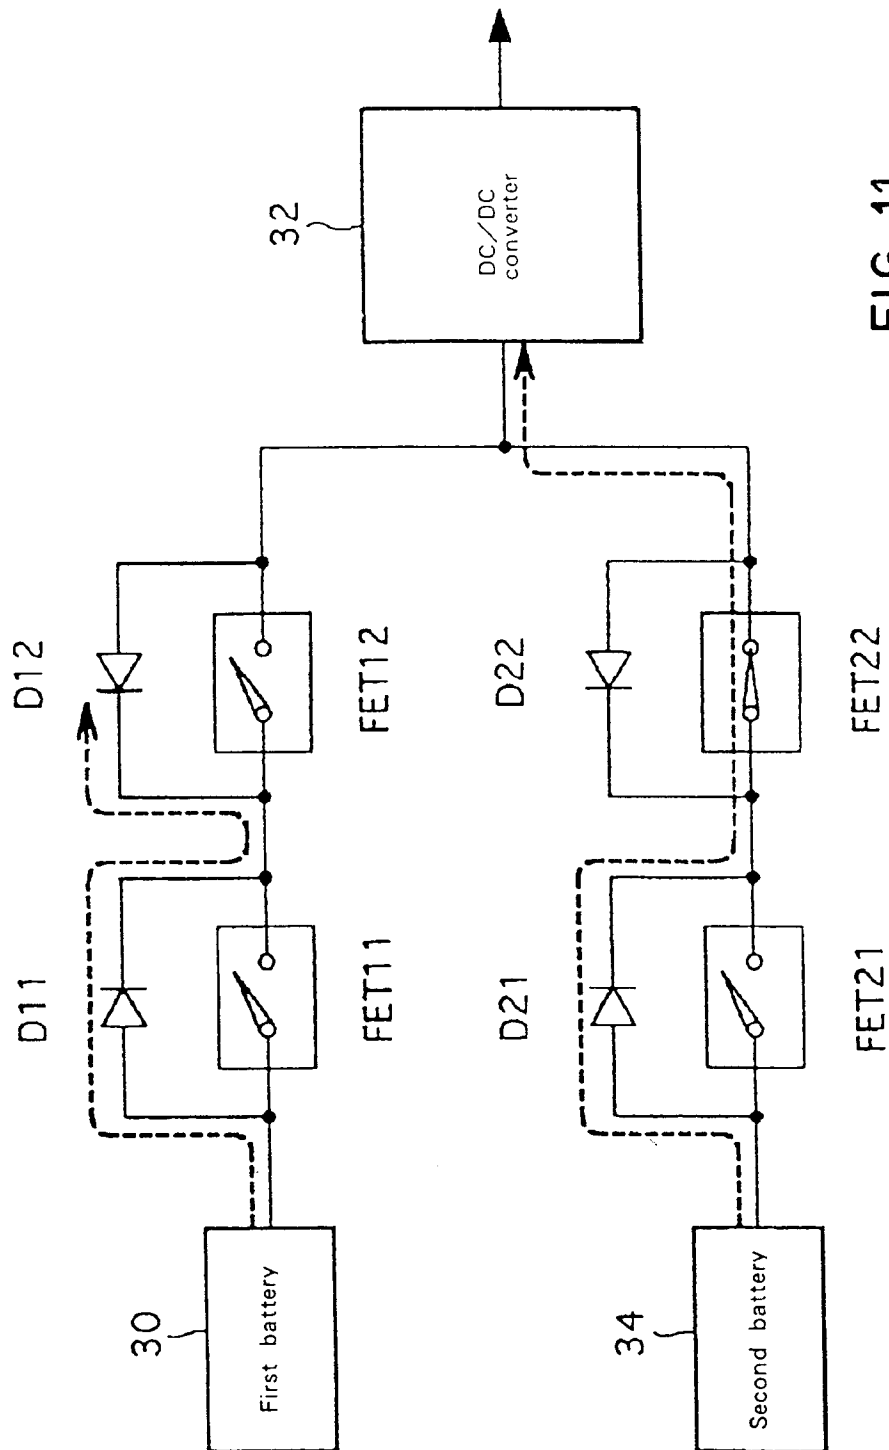 32
DC/DC
converter
D12
FET12
D22
FET22
D11
FET11
D21
FET21
30
First battery
34
Second battery
FIG. 11